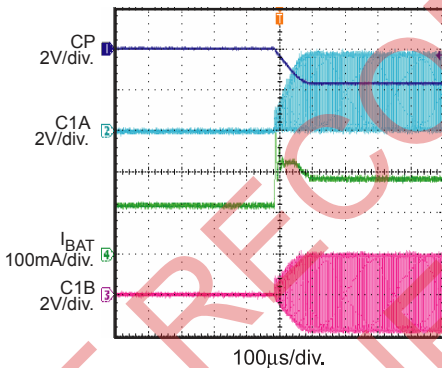 CP
2V/div.
1
T
C1A
2V/div.
2
I_BAT
100mA/div.
4
C1B
2V/div.
3
100µs/div.